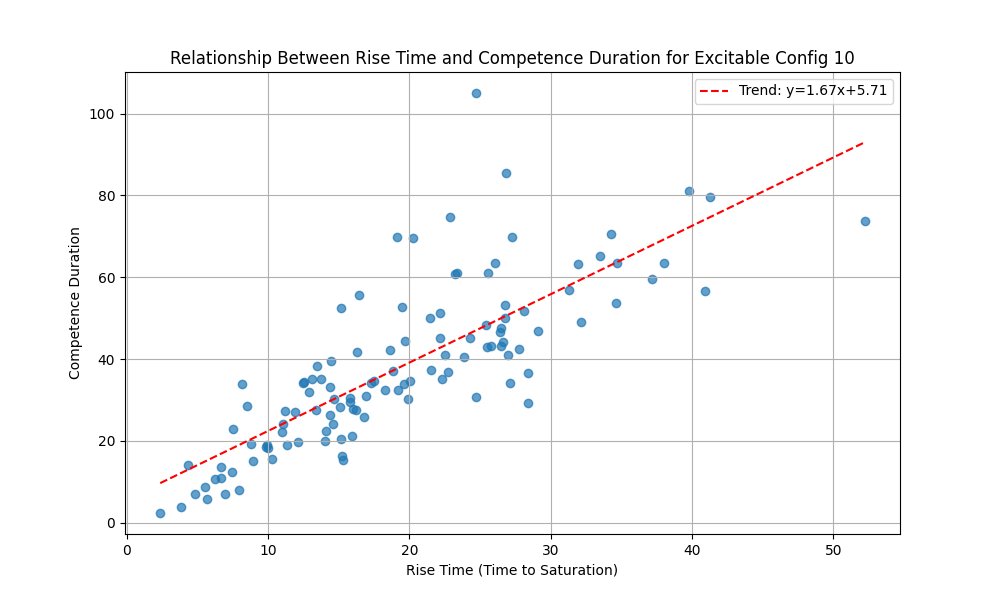 Relationship Between Rise Time and Competence Duration for Excitable Config 10
Trend: y=1.67x+5.71
Competence Duration
100
80
60
40
20
0
0 10 20 30 40 50
Rise Time (Time to Saturation)